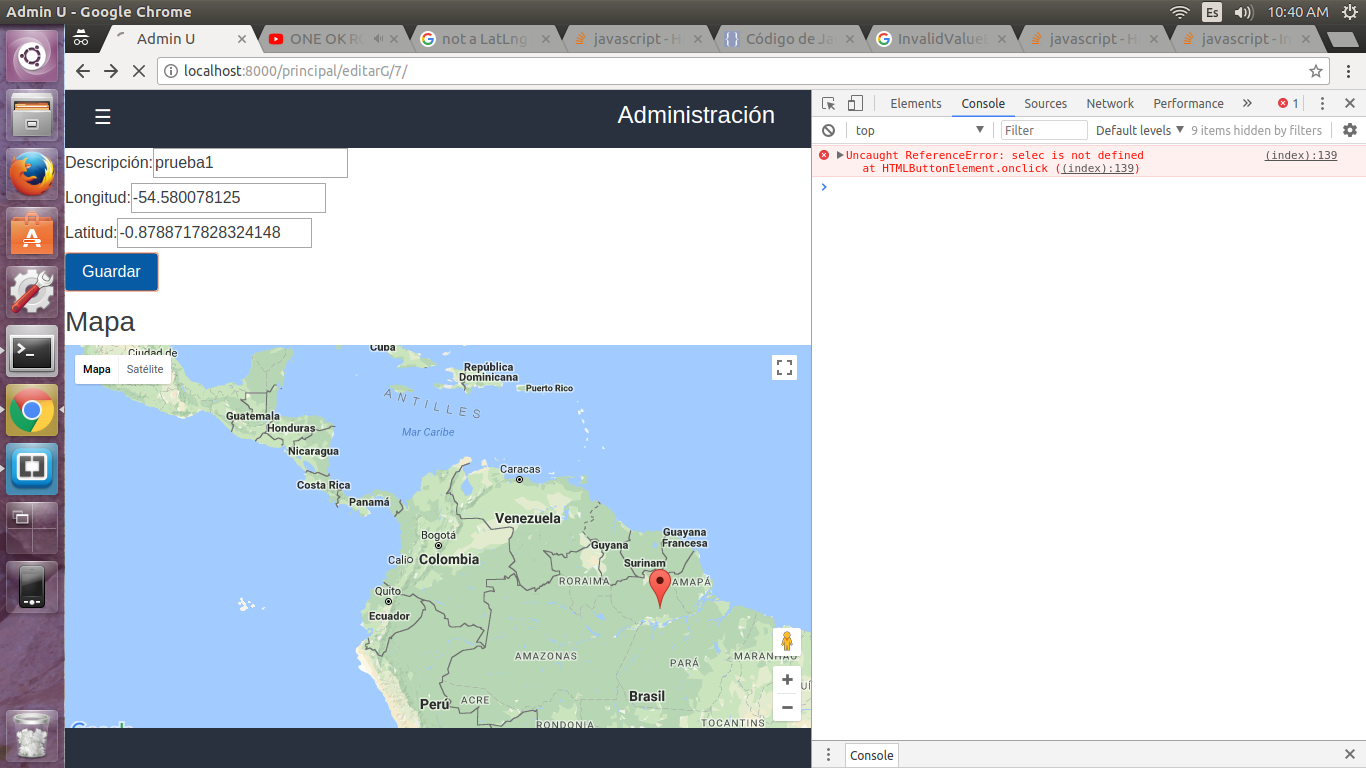 Admin U - Google Chrome
Es
10:40 AM
Admin U
ONE OK RO
not a LatLng
javascript - H
Código de Ja
InvalidValue
javascript - H
javascript - In
localhost:8000/principal/editarG/7/
☰
Administración
Descripción: prueba1
Longitud: -54.580078125
Latitud: -0.8788717828324148
Guardar
Mapa
Mapa
Satélite
Ciudad de
Cuba
República
Dominicana
Puerto Rico
ANTILLES
Mar Caribe
Guatemala
Honduras
Nicaragua
Costa Rica
Panamá
Caracas
Venezuela
Bogotá
Calio
Colombia
Guyana
Guayana
Francesa
Surinam
RORAIMA
AMAPÁ
Quito
Ecuador
AMAZONAS
PARÁ
MARANHÃO
Perú
ACRE
Brasil
RONDONIA
TOCANTINS
Google
Elements
Console
Sources
Network
Performance
»
1
top
Filter
Default levels
9 items hidden by filters
Uncaught ReferenceError: selec is not defined (index):139
at HTMLButtonElement.onclick ((index):139)
Console